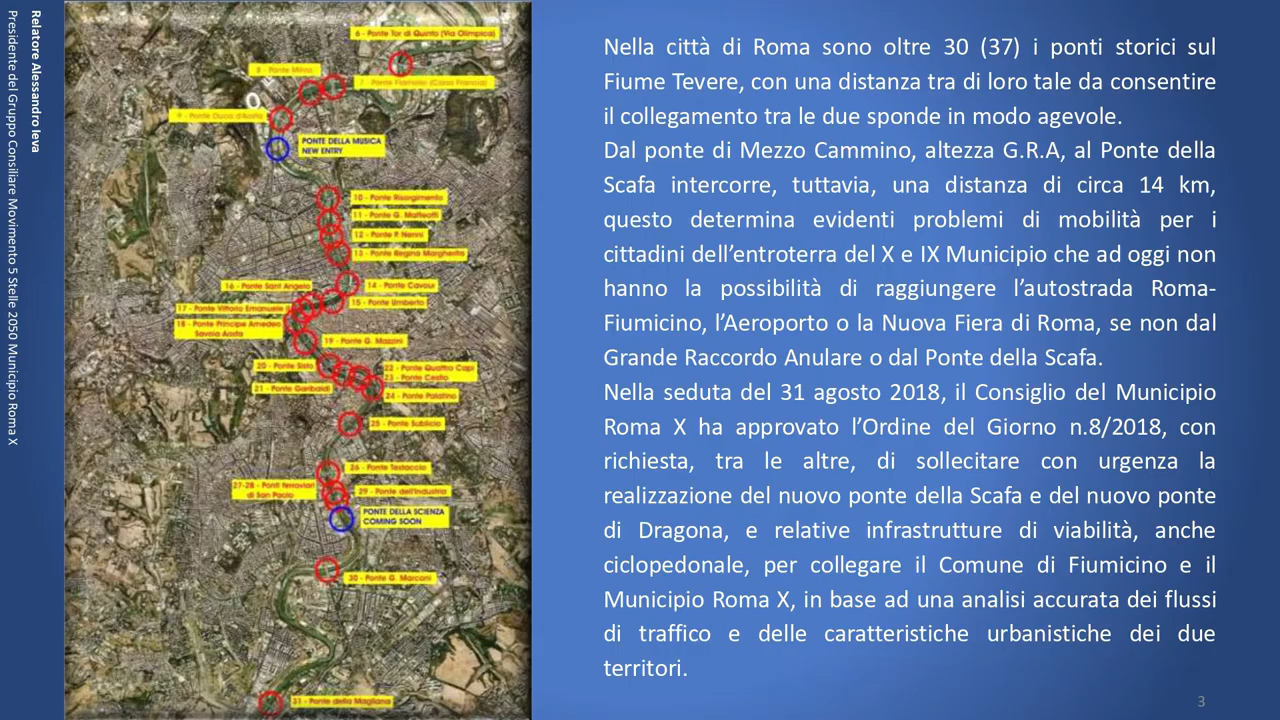 Relatore Alessandro Ieva
Presidente del Gruppo Consiliare Movimento 5 Stelle 2050 Municipio Roma X
6 - Ponte Tor di Quinto (Via Olimpica)
8 - Ponte Milvio
7 - Ponte Flaminio (Corso Francia)
9 - Ponte Duca d'Aosta
PONTE DELLA MUSICA
NEW ENTRY
10 - Ponte Risorgimento
11 - Ponte G. Matteotti
12 - Ponte P. Nenni
13 - Ponte Regina Margherita
16 - Ponte Sant Angelo
14 - Ponte Cavour
15 - Ponte Umberto
17 - Ponte Vittorio Emanuele
18 - Ponte Principe Amedeo
Savoia Aosta
19 - Ponte G. Mazzini
20 - Ponte Sisto
22 - Ponte Quattro Capi
23 - Ponte Cestio
21 - Ponte Garibaldi
24 - Ponte Palatino
25 - Ponte Sublicio
26 - Ponte Testaccio
27-28 - Ponti ferroviari
di San Paolo
29 - Ponte dell'Industria
PONTE DELLA SCIENZA
COMING SOON
30 - Ponte G. Marconi
31 - Ponte della Magliana
Nella città di Roma sono oltre 30 (37) i ponti storici sul
Fiume Tevere, con una distanza tra di loro tale da consentire
il collegamento tra le due sponde in modo agevole.
Dal ponte di Mezzo Cammino, altezza G.R.A, al Ponte della
Scafa intercorre, tuttavia, una distanza di circa 14 km,
questo determina evidenti problemi di mobilità per i
cittadini dell'entroterra del X e IX Municipio che ad oggi non
hanno la possibilità di raggiungere l'autostrada Roma-
Fiumicino, l'Aeroporto o la Nuova Fiera di Roma, se non dal
Grande Raccordo Anulare o dal Ponte della Scafa.
Nella seduta del 31 agosto 2018, il Consiglio del Municipio
Roma X ha approvato l'Ordine del Giorno n.8/2018, con
richiesta, tra le altre, di sollecitare con urgenza la
realizzazione del nuovo ponte della Scafa e del nuovo ponte
di Dragona, e relative infrastrutture di viabilità, anche
ciclopedonale, per collegare il Comune di Fiumicino e il
Municipio Roma X, in base ad una analisi accurata dei flussi
di traffico e delle caratteristiche urbanistiche dei due
territori.
3